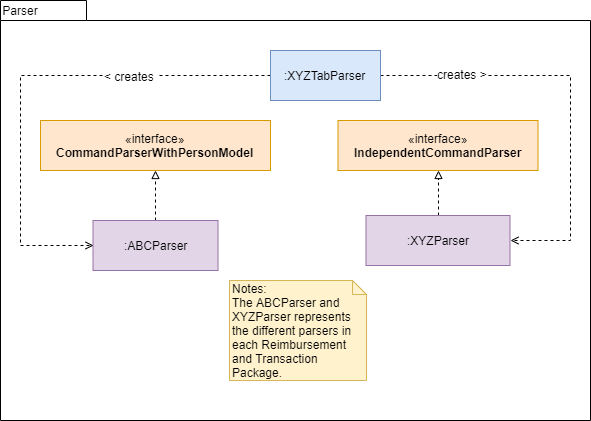 Parser
:XYZTabParser
< creates
creates >
«interface»
CommandParserWithPersonModel
«interface»
IndependentCommandParser
:ABCParser
:XYZParser
Notes:
The ABCParser and
XYZParser represents
the different parsers in
each Reimbursement
and Transaction
Package.